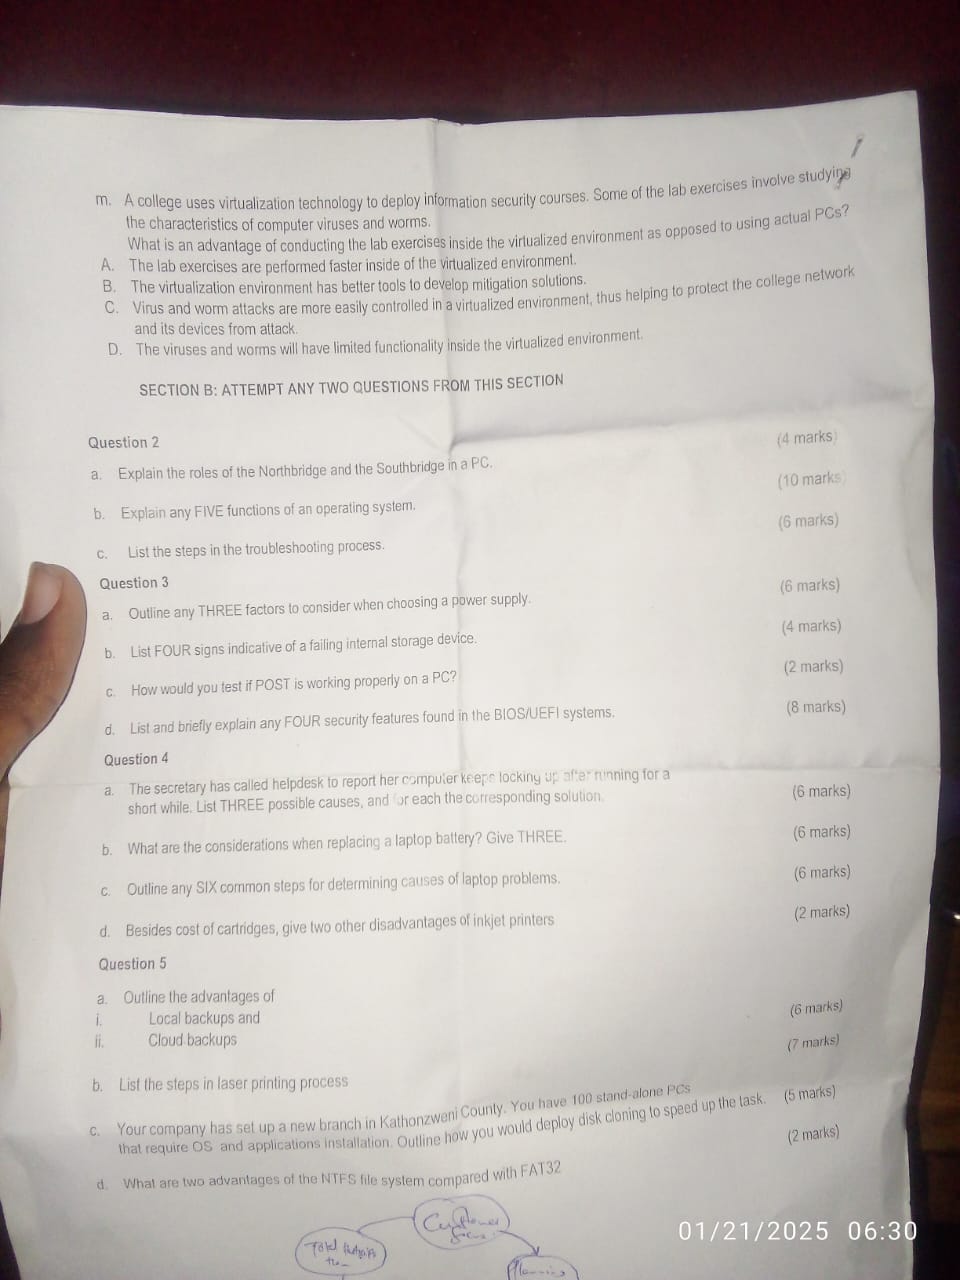 m. A college uses virtualization technology to deploy information security courses. Some of the lab exercises involve studying
the characteristics of computer viruses and worms.
What is an advantage of conducting the lab exercises inside the virtualized environment as opposed to using actual PCs?
A. The lab exercises are performed faster inside of the virtualized environment.
B. The virtualization environment has better tools to develop mitigation solutions.
C. Virus and worm attacks are more easily controlled in a virtualized environment, thus helping to protect the college network
and its devices from attack.
D. The viruses and worms will have limited functionality inside the virtualized environment.
SECTION B: ATTEMPT ANY TWO QUESTIONS FROM THIS SECTION
Question 2
a. Explain the roles of the Northbridge and the Southbridge in a PC. (4 marks)
b. Explain any FIVE functions of an operating system. (10 marks)
c. List the steps in the troubleshooting process. (6 marks)
Question 3
a. Outline any THREE factors to consider when choosing a power supply. (6 marks)
b. List FOUR signs indicative of a failing internal storage device. (4 marks)
c. How would you test if POST is working properly on a PC? (2 marks)
d. List and briefly explain any FOUR security features found in the BIOS/UEFI systems. (8 marks)
Question 4
a. The secretary has called helpdesk to report her computer keeps locking up after running for a
short while. List THREE possible causes, and for each the corresponding solution. (6 marks)
b. What are the considerations when replacing a laptop battery? Give THREE. (6 marks)
c. Outline any SIX common steps for determining causes of laptop problems. (6 marks)
d. Besides cost of cartridges, give two other disadvantages of inkjet printers (2 marks)
Question 5
a. Outline the advantages of
i. Local backups and
ii. Cloud backups (6 marks)
b. List the steps in laser printing process (7 marks)
c. Your company has set up a new branch in Kathonzweni County. You have 100 stand-alone PCs
that require OS and applications installation. Outline how you would deploy disk cloning to speed up the task. (5 marks)
d. What are two advantages of the NTFS file system compared with FAT32 (2 marks)
Customer
Total
Planning
01/21/2025 06:30